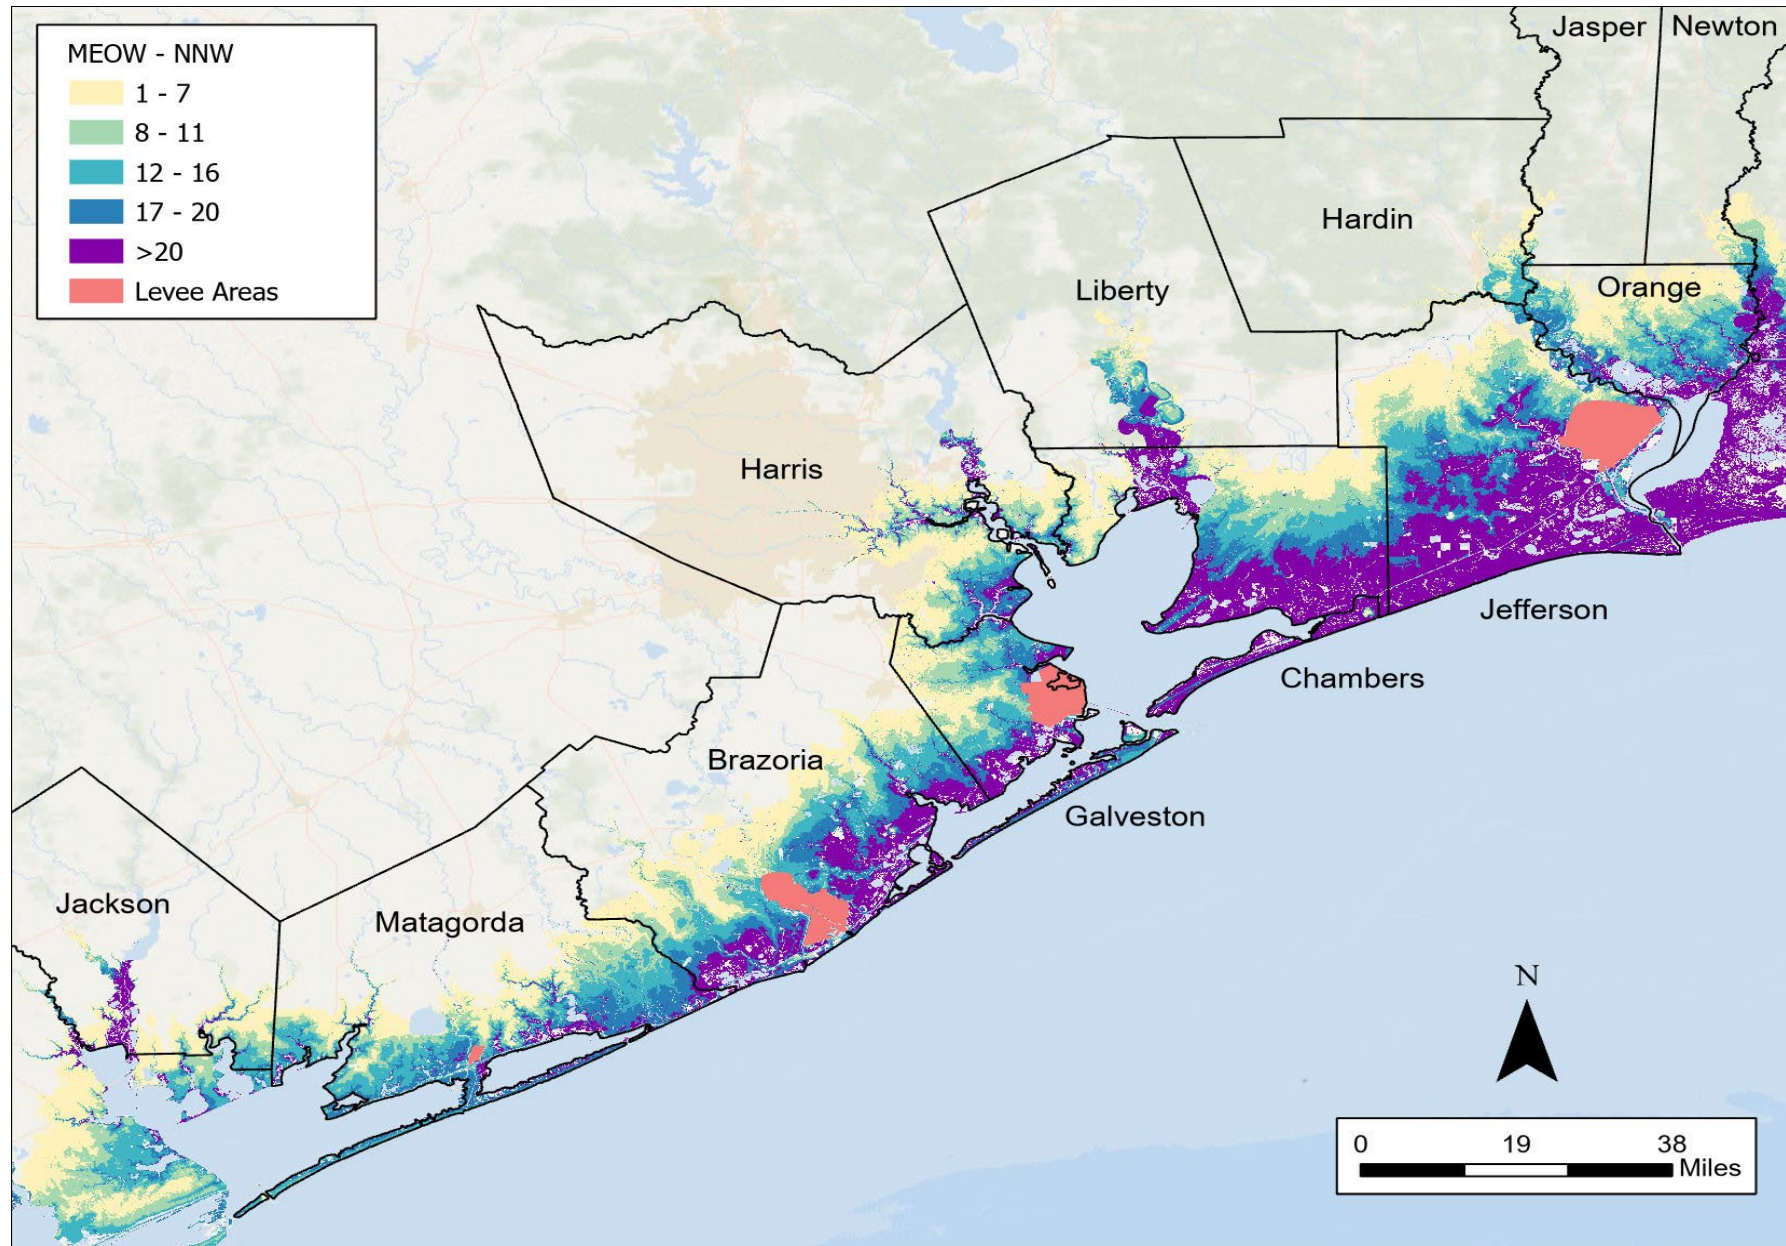 MEOW - NNW
1 - 7
8 - 11
12 - 16
17 - 20
>20
Levee Areas
Jasper
Newton
Hardin
Liberty
Orange
Harris
Jefferson
Chambers
Brazoria
Galveston
Jackson
Matagorda
N
0 19 38
Miles